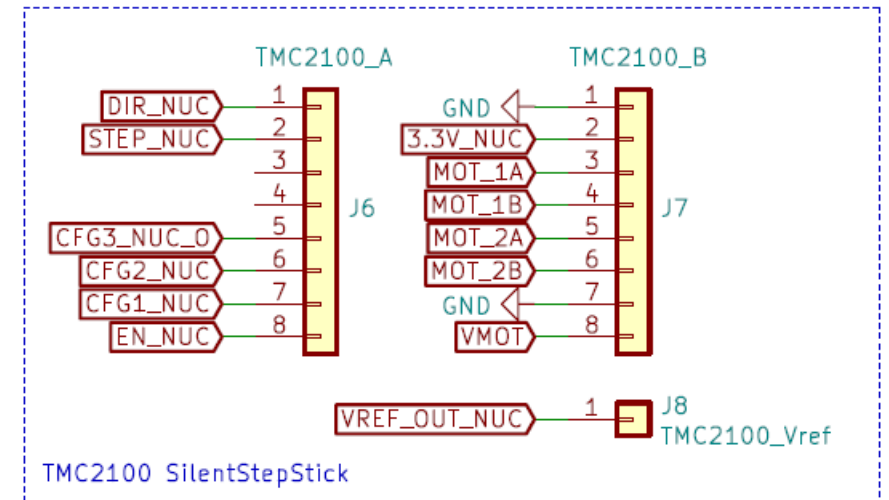 TMC2100_A
DIR_NUC 1
STEP_NUC 2
3
4
CFG3_NUC_O 5
CFG2_NUC 6
CFG1_NUC 7
EN_NUC 8
J6
TMC2100_B
GND 1
3.3V_NUC 2
MOT_1A 3
MOT_1B 4
MOT_2A 5
MOT_2B 6
GND 7
VMOT 8
J7
VREF_OUT_NUC 1
J8
TMC2100_Vref
TMC2100 SilentStepStick